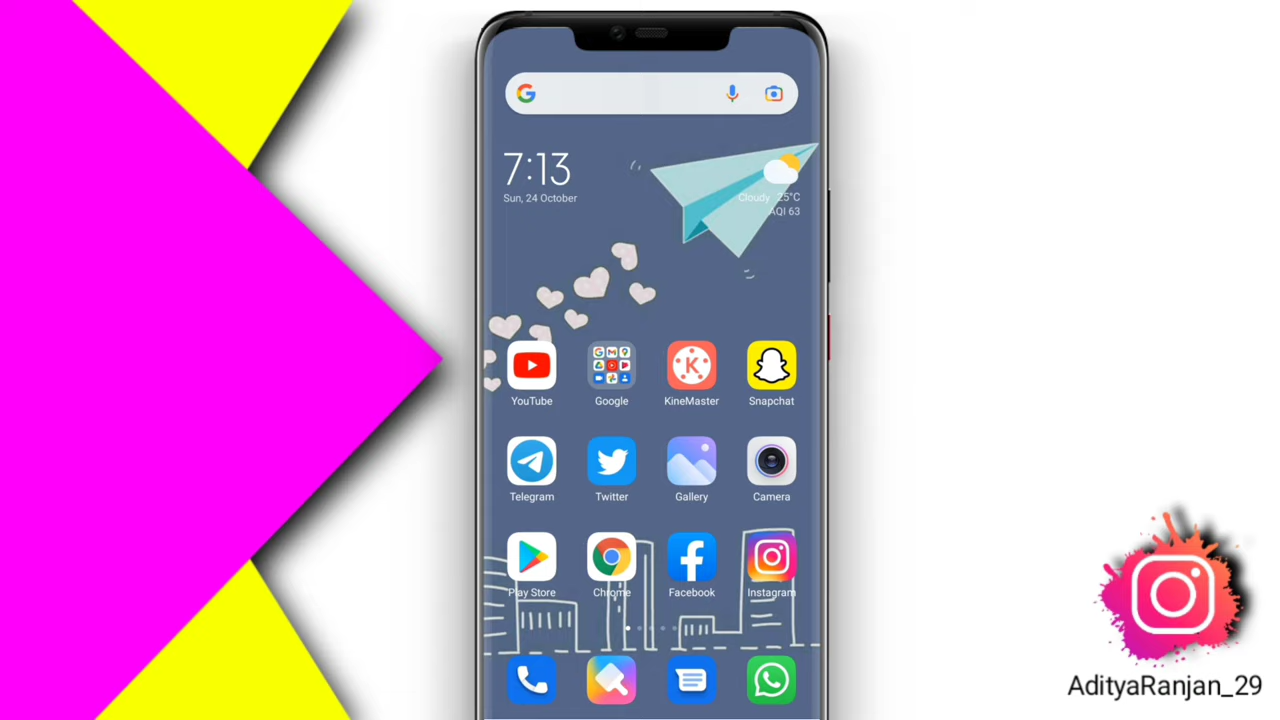 7:13
Sun, 24 October
Cloudy 25°C
AQI 63
YouTube
Google
KineMaster
Snapchat
Telegram
Twitter
Gallery
Camera
Play Store
Chrome
Facebook
Instagram
AdityaRanjan_29